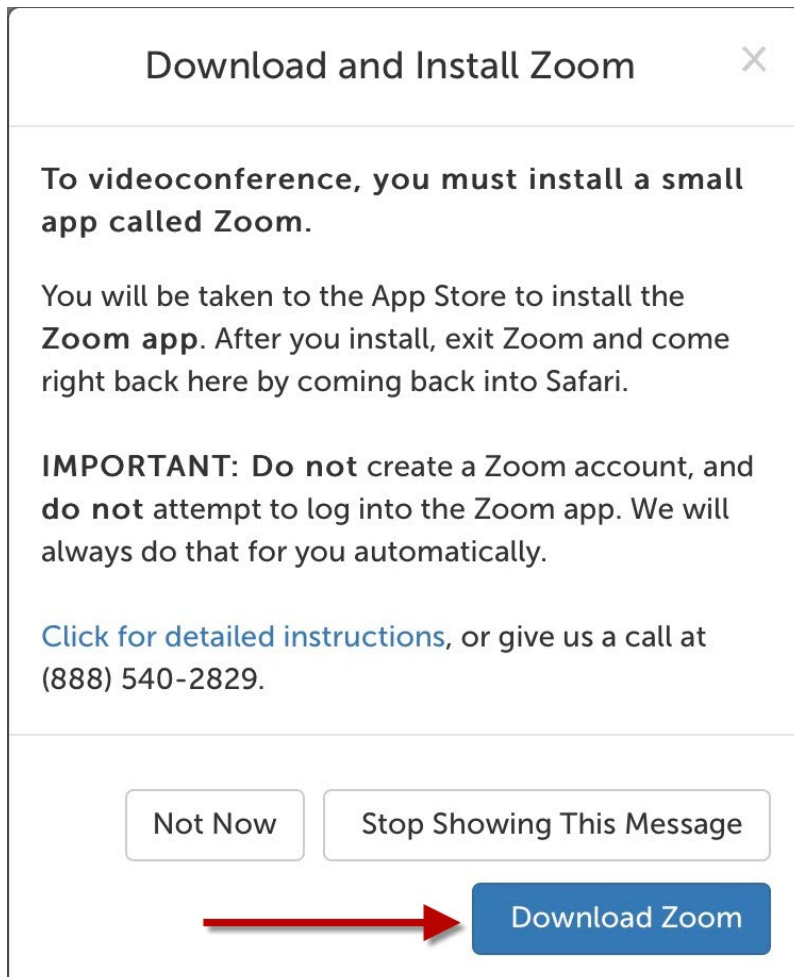 Download and Install Zoom
×
To videoconference, you must install a small
app called Zoom.
You will be taken to the App Store to install the
Zoom app. After you install, exit Zoom and come
right back here by coming back into Safari.
IMPORTANT: Do not create a Zoom account, and
do not attempt to log into the Zoom app. We will
always do that for you automatically.
Click for detailed instructions, or give us a call at
(888) 540-2829.
Not Now
Stop Showing This Message
Download Zoom